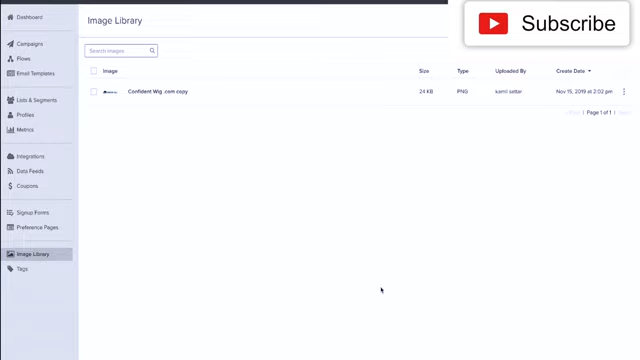 Subscribe
Dashboard
Image Library
Campaigns
Flows
Email Templates
Search images
Image
Size
Type
Uploaded By
Create Date
Confident Wig .com copy
24 KB
PNG
kamil sattar
Nov 15, 2019 at 2:02 pm
Lists & Segments
Profiles
Metrics
Page 1 of 1
Integrations
Data Feeds
Coupons
Signup Forms
Preference Pages
Image Library
Tags